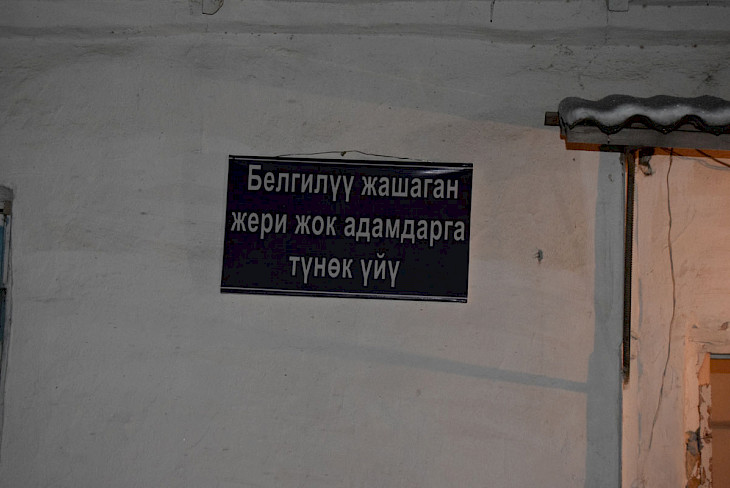 Белгилүү жашаган
жери жок адамдарга
түнөк үйү